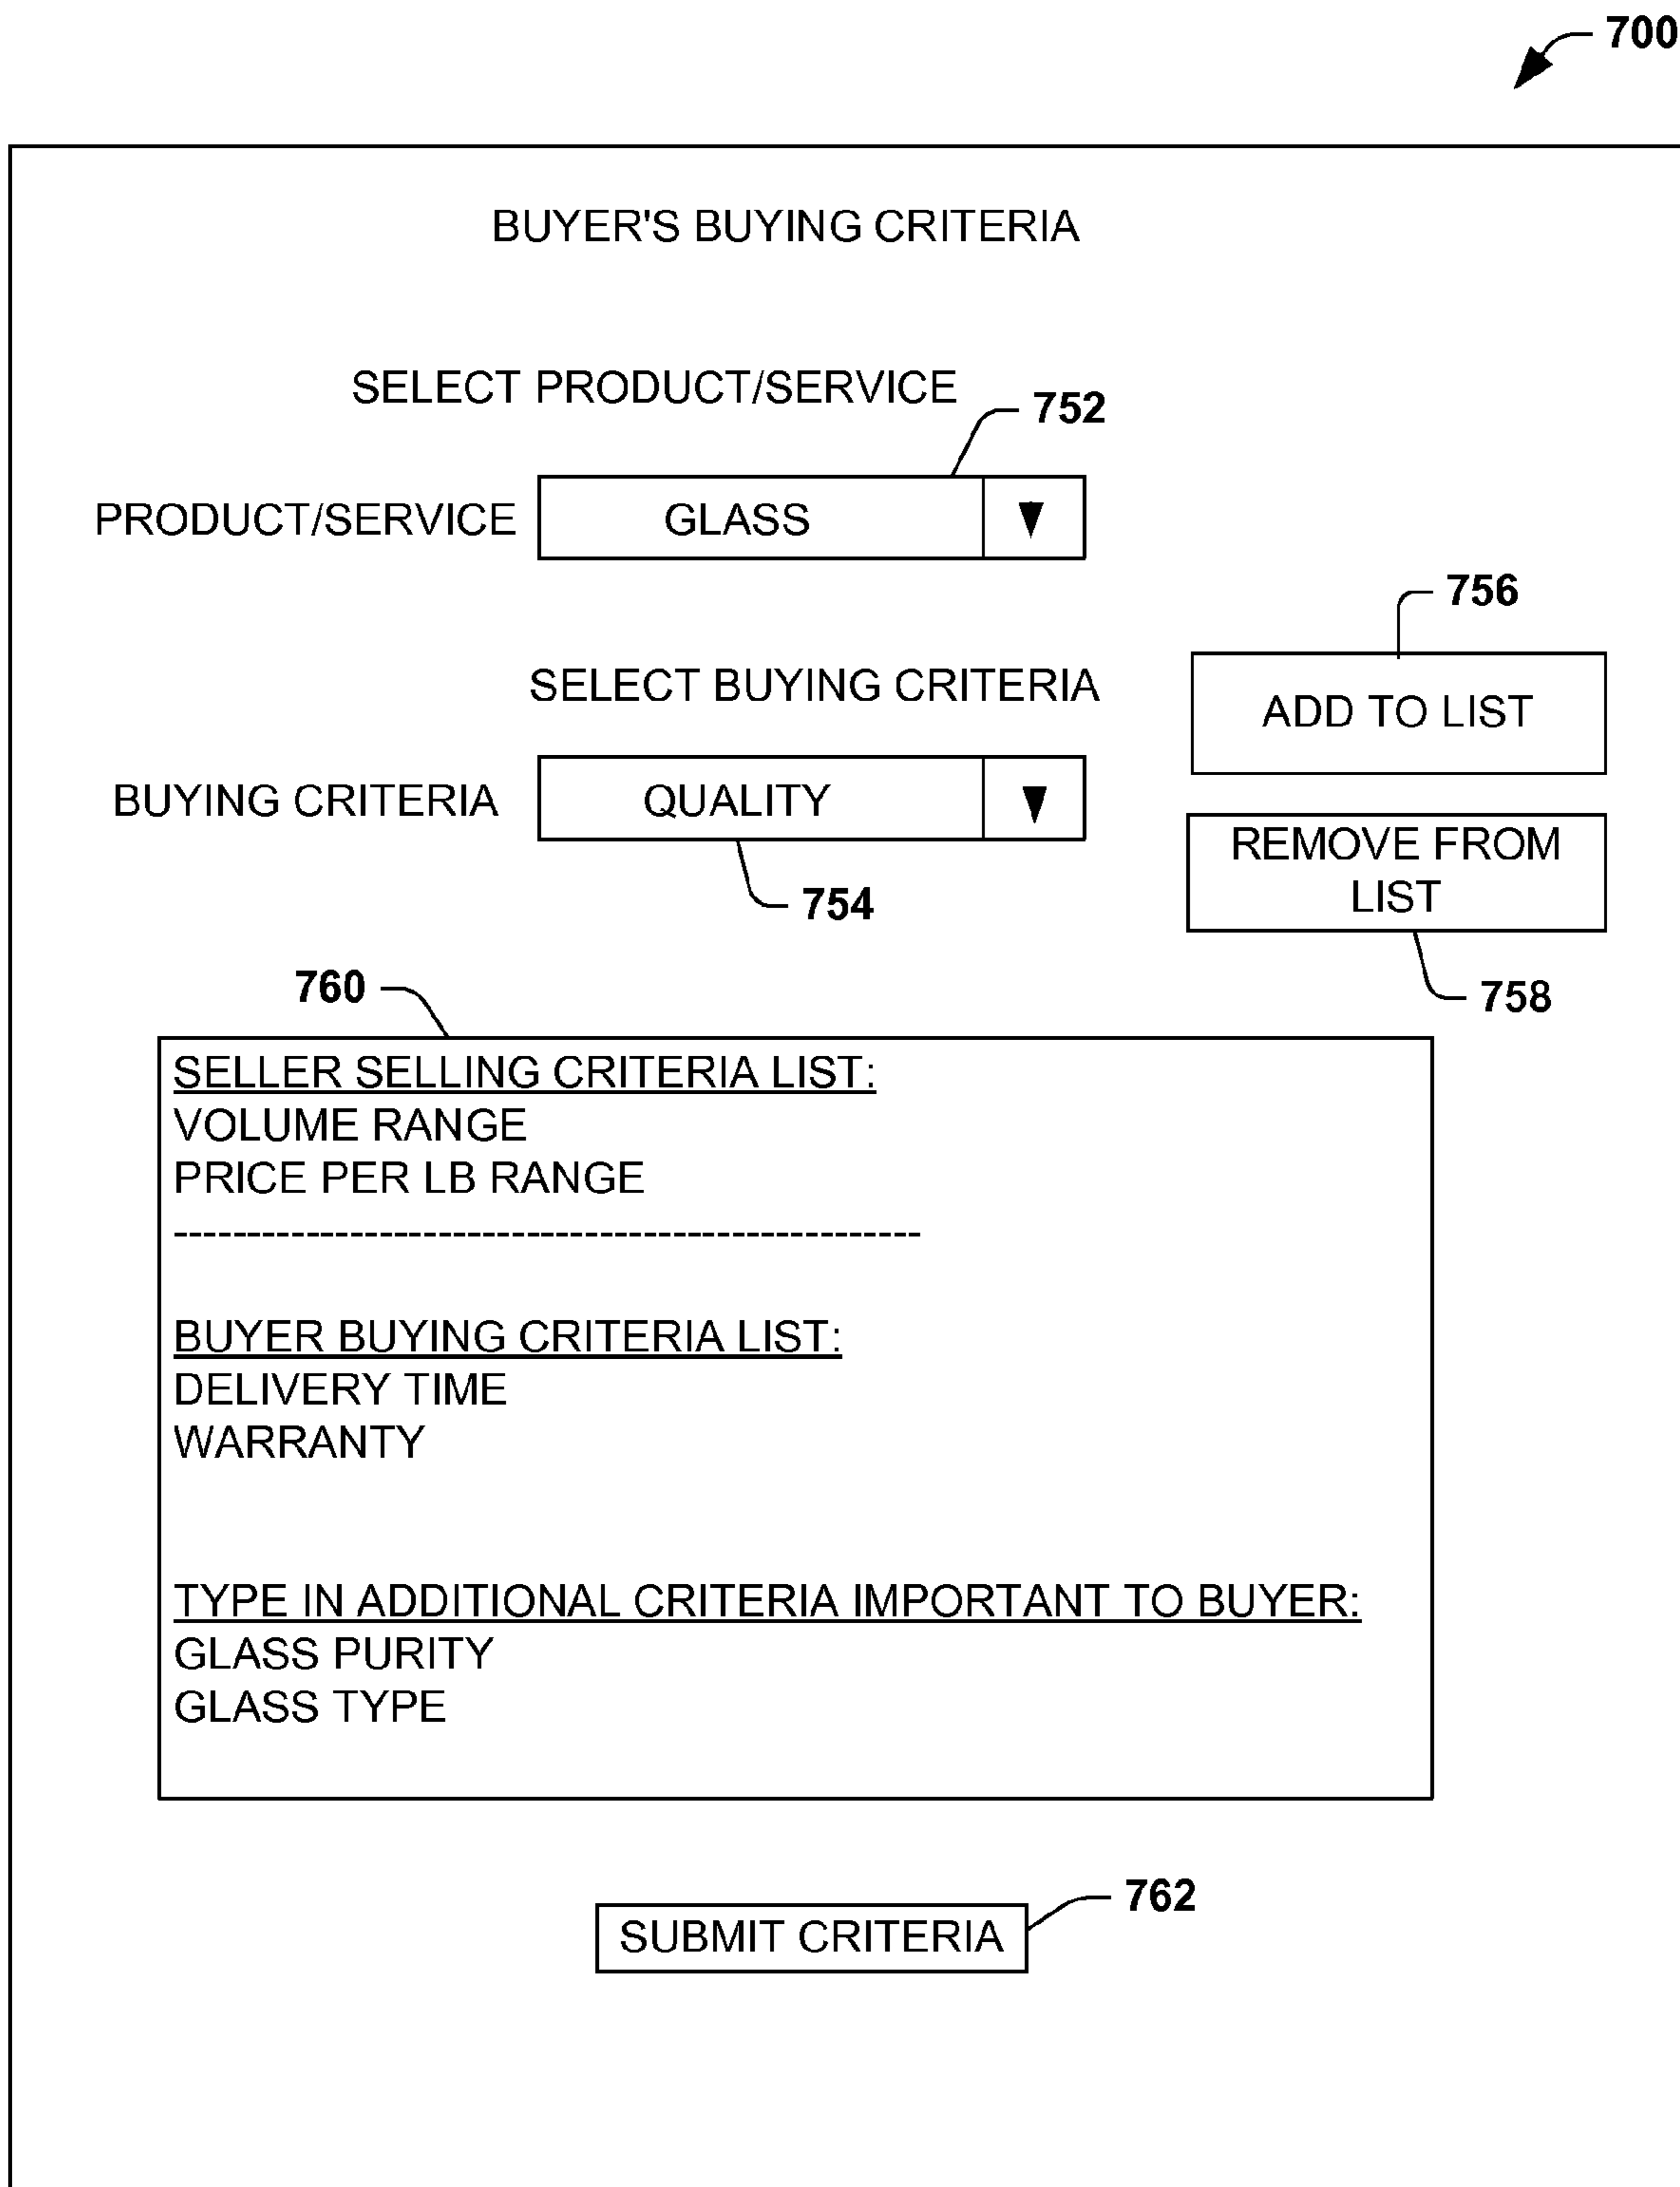 700
BUYER'S BUYING CRITERIA
SELECT PRODUCT/SERVICE
752
PRODUCT/SERVICE GLASS
756
SELECT BUYING CRITERIA
ADD TO LIST
BUYING CRITERIA QUALITY
REMOVE FROM
LIST
754
758
760
SELLER SELLING CRITERIA LIST:
VOLUME RANGE
PRICE PER LB RANGE
---------------------------------------------------
BUYER BUYING CRITERIA LIST:
DELIVERY TIME
WARRANTY
TYPE IN ADDITIONAL CRITERIA IMPORTANT TO BUYER:
GLASS PURITY
GLASS TYPE
762
SUBMIT CRITERIA